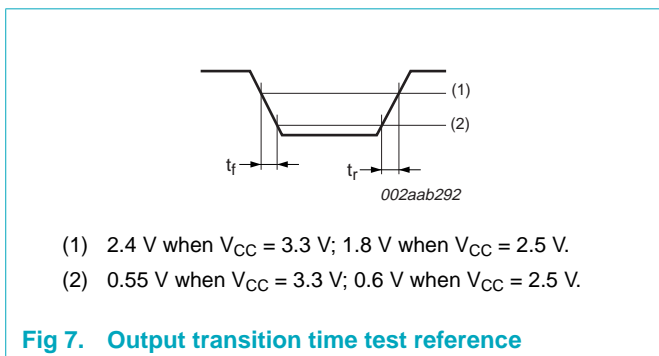 (1)
(2)
tf
tr
002aab292
(1) 2.4 V when VCC = 3.3 V; 1.8 V when VCC = 2.5 V.
(2) 0.55 V when VCC = 3.3 V; 0.6 V when VCC = 2.5 V.
Fig 7. Output transition time test reference